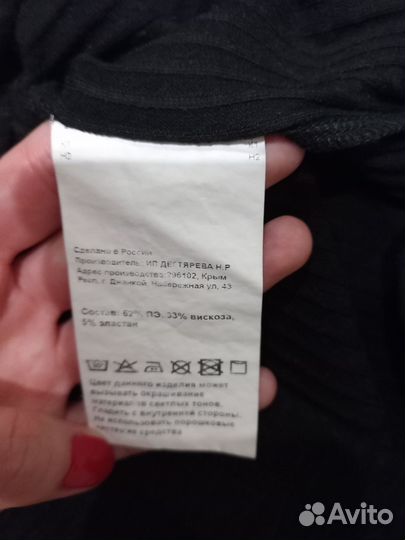 Сделано в России
Производитель: ИП ДЕГТЯРЕВА Н.Р
Адрес производства: 296102, Крым
Респ, г. Джанкой, Набережная ул, 43
Состав: 62% ПЭ, 33% вискоза,
5% эластан
Цвет данного изделия может
вызывать окрашивание
материалов светлых тонов.
Гладить с внутренней стороны.
Не использовать порошковые
чистящие средства
Avito